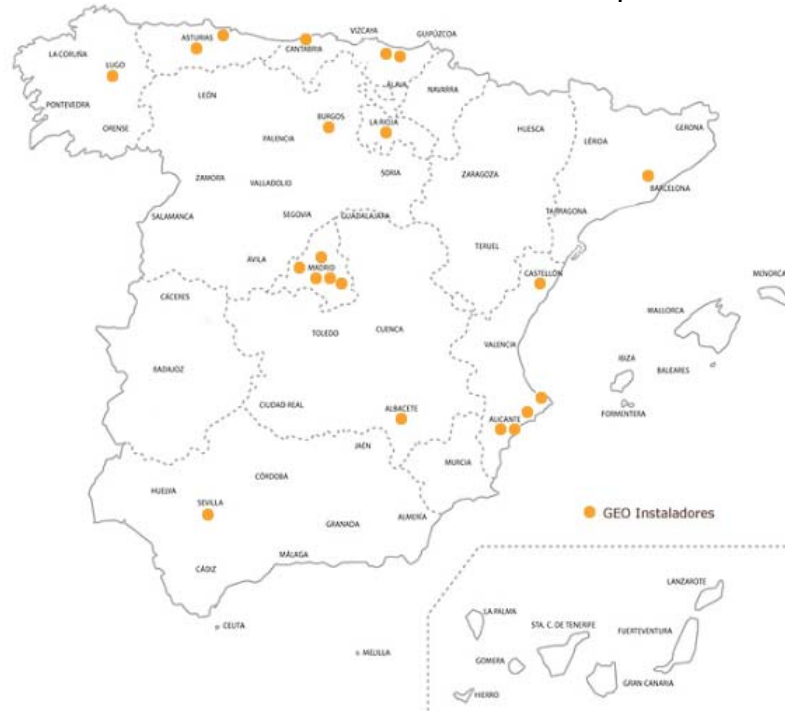 VIZCAYA
GUIPÚZCOA
ASTURIAS
CANTABRIA
LA CORUÑA
LUGO
ÁLAVA
NAVARRA
LEÓN
PONTEVEDRA
ORENSE
BURGOS
LA RIOJA
PALENCIA
HUESCA
LÉRIDA
GERONA
ZAMORA
VALLADOLID
SORIA
ZARAGOZA
BARCELONA
SALAMANCA
SEGOVIA
GUADALAJARA
TARRAGONA
ÁVILA
MADRID
TERUEL
CASTELLÓN
MENORCA
CÁCERES
MALLORCA
TOLEDO
CUENCA
VALENCIA
IBIZA
BALEARES
BADAJOZ
CIUDAD REAL
ALBACETE
ALICANTE
FORMENTERA
JAÉN
MURCIA
CÓRDOBA
HUELVA
SEVILLA
GRANADA
ALMERÍA
GEO Instaladores
MÁLAGA
CÁDIZ
LANZAROTE
LA PALMA
STA. C. DE TENERIFE
FUERTEVENTURA
CEUTA
MELILLA
GOMERA
GRAN CANARIA
HIERRO